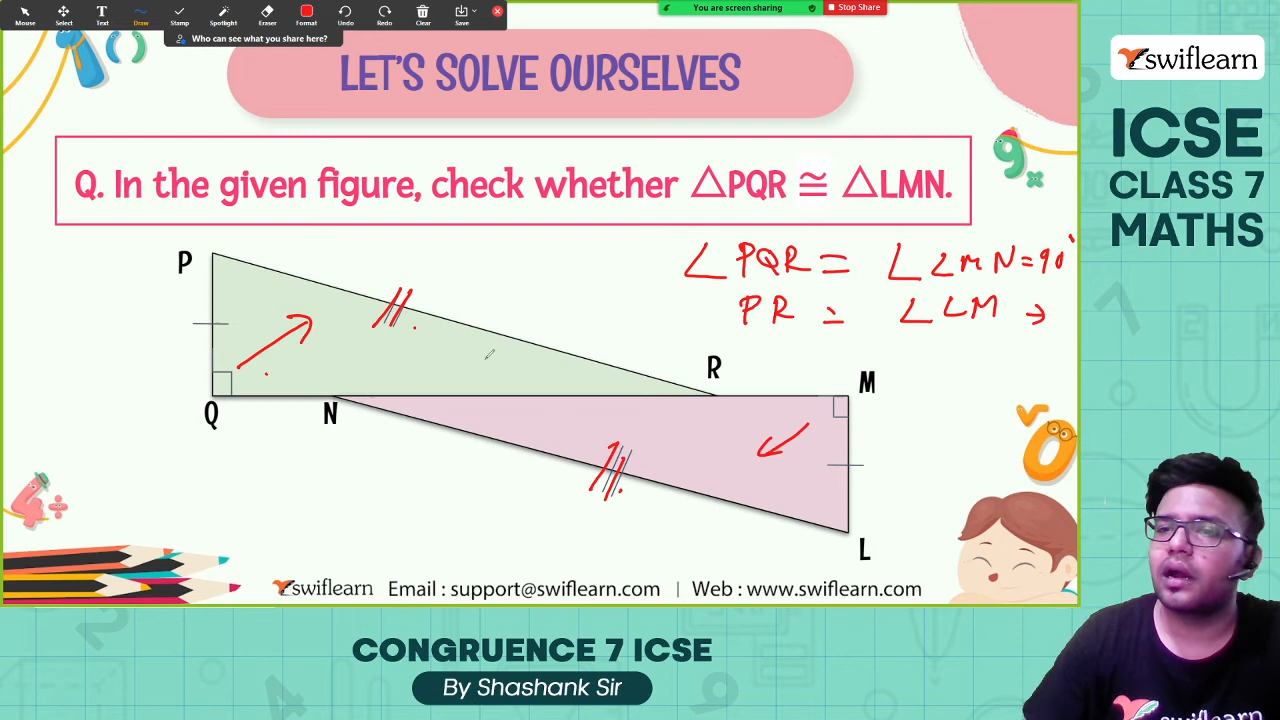 Mouse Select Text Draw Stamp Spotlight Eraser Format Undo Redo Clear Save
You are screen sharing Stop Share
Who can see what you share here?
LET'S SOLVE OURSELVES
Q. In the given figure, check whether △PQR ≅ △LMN.
∠PQR = ∠LMN = 90°
PR = ∠LM →
P
Q
N
R
M
L
swiflearn Email : support@swiflearn.com | Web : www.swiflearn.com
swiflearn
ICSE
CLASS 7
MATHS
CONGRUENCE 7 ICSE
By Shashank Sir
swiflearn